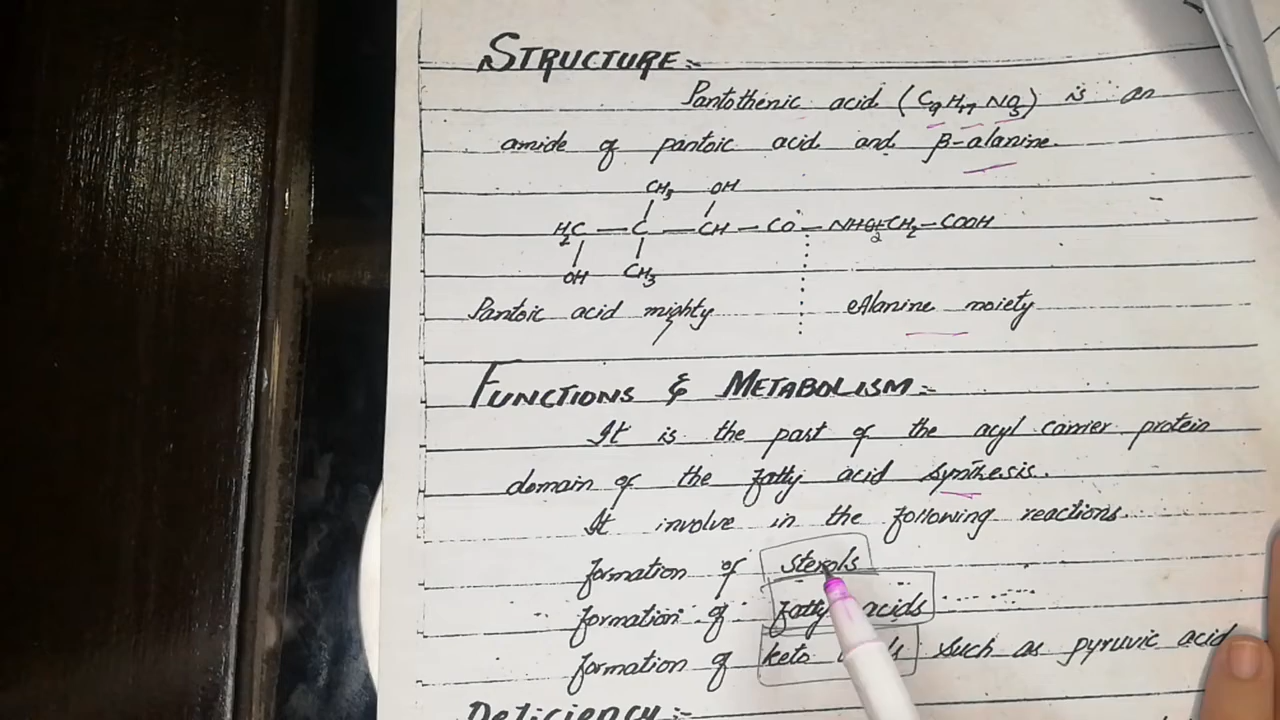 STRUCTURE:-
Pantothenic acid (C9H17NO5) is an
amide of pantoic acid and β-alanine.
CH3 OH
H2C — C — CH — CO — NHCH2-CH2-COOH
OH CH3
Pantoic acid mighty Alanine moiety
FUNCTIONS & METABOLISM:-
It is the part of the acyl carrier protein
domain of the fatty acid synthesis.
It involve in the following reactions.
formation of sterols
formation of fatty acids
formation of keto such as pyruvic acid
Deficiency:-